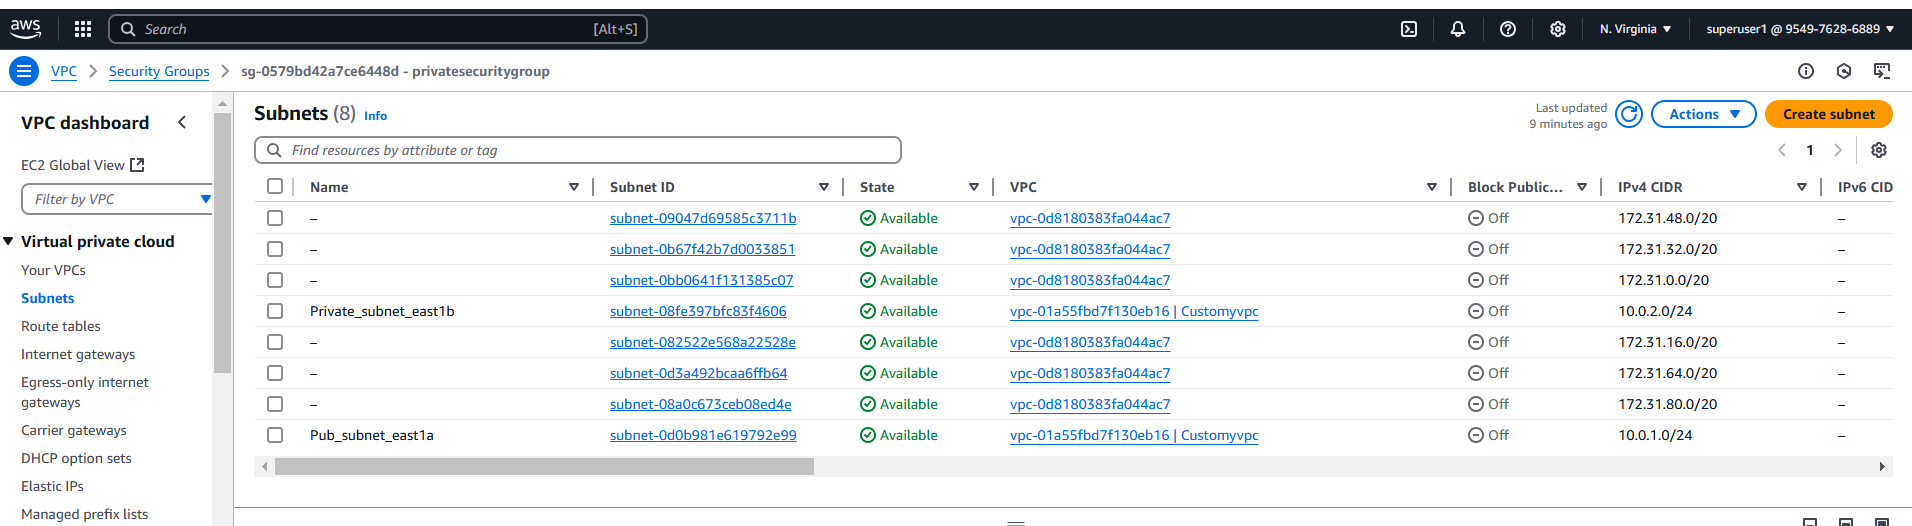 aws Search [Alt+S] N. Virginia superuser1 @ 9549-7628-6889
VPC Security Groups sg-0579bd42a7ce6448d - privatesecuritygroup
VPC dashboard
EC2 Global View
Filter by VPC
Virtual private cloud
Your VPCs
Subnets
Route tables
Internet gateways
Egress-only internet
gateways
Carrier gateways
DHCP option sets
Elastic IPs
Managed prefix lists
Subnets (8) Info
Last updated
9 minutes ago
Actions
Create subnet
Find resources by attribute or tag
1
Name Subnet ID State VPC Block Public... IPv4 CIDR IPv6 CID
– subnet-09047d69585c3711b Available vpc-0d8180383fa044ac7 Off 172.31.48.0/20 –
– subnet-0b67f42b7d0033851 Available vpc-0d8180383fa044ac7 Off 172.31.32.0/20 –
– subnet-0bb0641f131385c07 Available vpc-0d8180383fa044ac7 Off 172.31.0.0/20 –
Private_subnet_east1b subnet-08fe397bfc83f4606 Available vpc-01a55fbd7f130eb16 | Customyvpc Off 10.0.2.0/24 –
– subnet-082522e568a22528e Available vpc-0d8180383fa044ac7 Off 172.31.16.0/20 –
– subnet-0d3a492bcaa6ffb64 Available vpc-0d8180383fa044ac7 Off 172.31.64.0/20 –
– subnet-08a0c673ceb08ed4e Available vpc-0d8180383fa044ac7 Off 172.31.80.0/20 –
Pub_subnet_east1a subnet-0d0b981e619792e99 Available vpc-01a55fbd7f130eb16 | Customyvpc Off 10.0.1.0/24 –